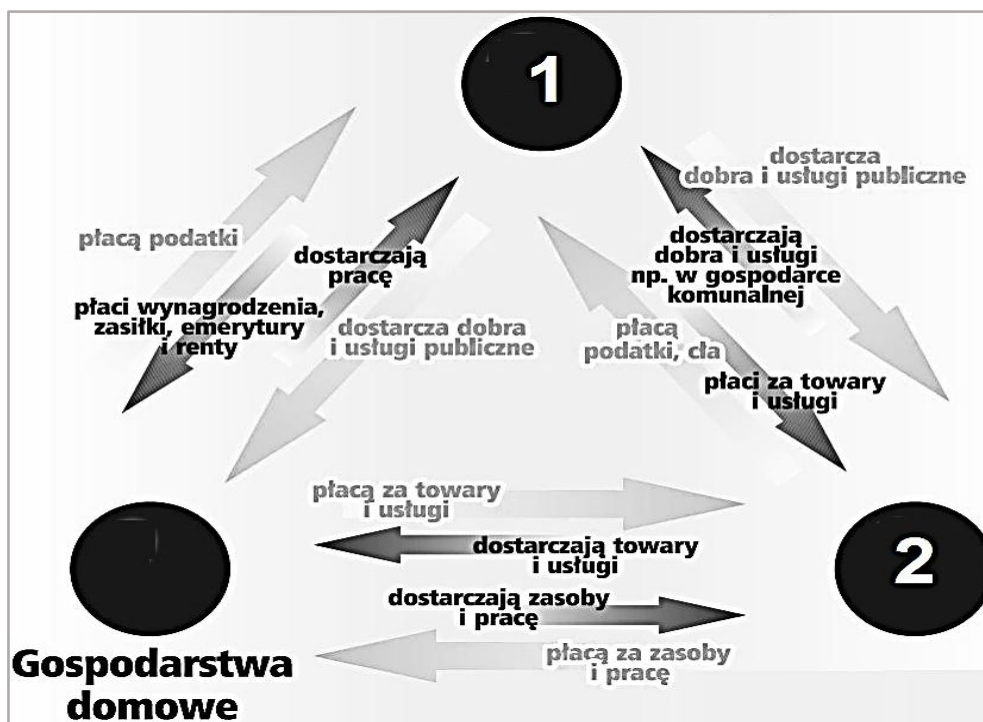 1
dostarcza
dobra i usługi publiczne
płacą podatki
dostarczają
pracę
dostarczają
dobra i usługi
np. w gospodarce
komunalnej
płaci wynagrodzenia,
zasiłki, emerytury
i renty
dostarcza dobra
i usługi publiczne
płacą
podatki, cła
płaci za towary
i usługi
płacą za towary
i usługi
dostarczają towary
i usługi
2
dostarczają zasoby
i pracę
płacą za zasoby
i pracę
Gospodarstwa
domowe